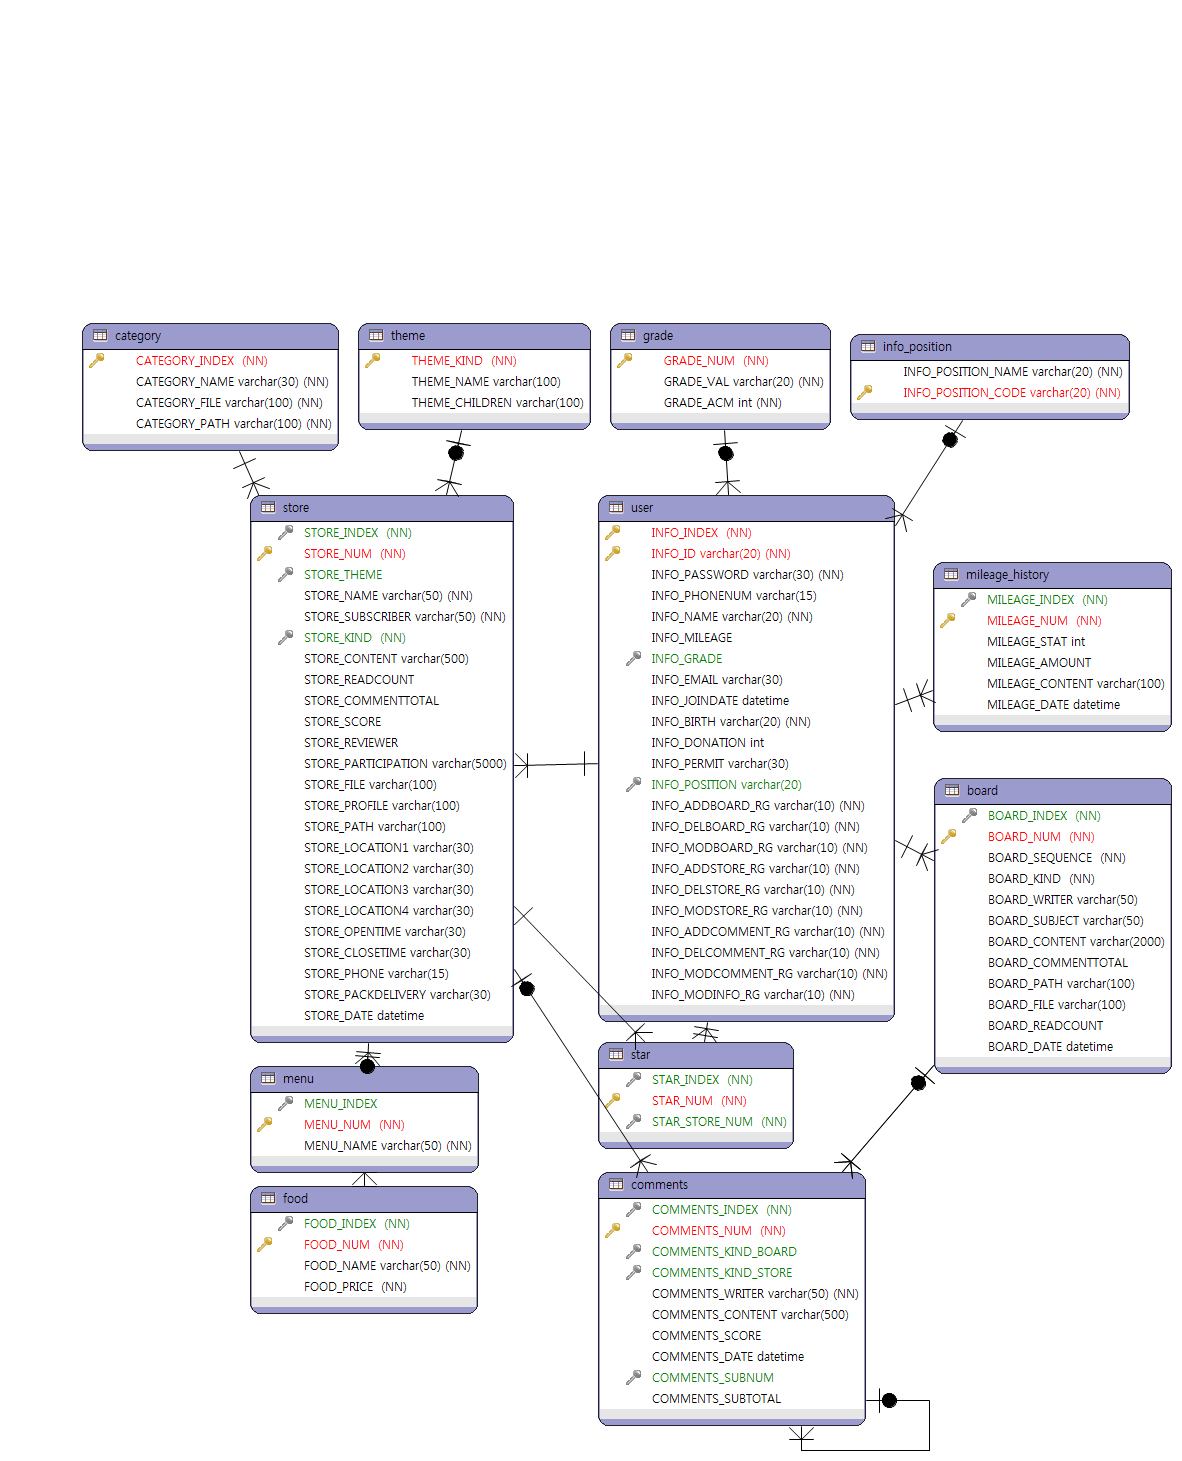 category
CATEGORY_INDEX (NN)
CATEGORY_NAME varchar(30) (NN)
CATEGORY_FILE varchar(100) (NN)
CATEGORY_PATH varchar(100) (NN)
theme
THEME_KIND (NN)
THEME_NAME varchar(100)
THEME_CHILDREN varchar(100)
grade
GRADE_NUM (NN)
GRADE_VAL varchar(20) (NN)
GRADE_ACM int (NN)
info_position
INFO_POSITION_NAME varchar(20) (NN)
INFO_POSITION_CODE varchar(20) (NN)
store
STORE_INDEX (NN)
STORE_NUM (NN)
STORE_THEME
STORE_NAME varchar(50) (NN)
STORE_SUBSCRIBER varchar(50) (NN)
STORE_KIND (NN)
STORE_CONTENT varchar(500)
STORE_READCOUNT
STORE_COMMENTTOTAL
STORE_SCORE
STORE_REVIEWER
STORE_PARTICIPATION varchar(5000)
STORE_FILE varchar(100)
STORE_PROFILE varchar(100)
STORE_PATH varchar(100)
STORE_LOCATION1 varchar(30)
STORE_LOCATION2 varchar(30)
STORE_LOCATION3 varchar(30)
STORE_LOCATION4 varchar(30)
STORE_OPENTIME varchar(30)
STORE_CLOSETIME varchar(30)
STORE_PHONE varchar(15)
STORE_PACKDELIVERY varchar(30)
STORE_DATE datetime
user
INFO_INDEX (NN)
INFO_ID varchar(20) (NN)
INFO_PASSWORD varchar(30) (NN)
INFO_PHONENUM varchar(15)
INFO_NAME varchar(20) (NN)
INFO_MILEAGE
INFO_GRADE
INFO_EMAIL varchar(30)
INFO_JOINDATE datetime
INFO_BIRTH varchar(20) (NN)
INFO_DONATION int
INFO_PERMIT varchar(30)
INFO_POSITION varchar(20)
INFO_ADDBOARD_RG varchar(10) (NN)
INFO_DELBOARD_RG varchar(10) (NN)
INFO_MODBOARD_RG varchar(10) (NN)
INFO_ADDSTORE_RG varchar(10) (NN)
INFO_DELSTORE_RG varchar(10) (NN)
INFO_MODSTORE_RG varchar(10) (NN)
INFO_ADDCOMMENT_RG varchar(10) (NN)
INFO_DELCOMMENT_RG varchar(10) (NN)
INFO_MODCOMMENT_RG varchar(10) (NN)
INFO_MODINFO_RG varchar(10) (NN)
mileage_history
MILEAGE_INDEX (NN)
MILEAGE_NUM (NN)
MILEAGE_STAT int
MILEAGE_AMOUNT
MILEAGE_CONTENT varchar(100)
MILEAGE_DATE datetime
board
BOARD_INDEX (NN)
BOARD_NUM (NN)
BOARD_SEQUENCE (NN)
BOARD_KIND (NN)
BOARD_WRITER varchar(50)
BOARD_SUBJECT varchar(50)
BOARD_CONTENT varchar(2000)
BOARD_COMMENTTOTAL
BOARD_PATH varchar(100)
BOARD_FILE varchar(100)
BOARD_READCOUNT
BOARD_DATE datetime
menu
MENU_INDEX
MENU_NUM (NN)
MENU_NAME varchar(50) (NN)
star
STAR_INDEX (NN)
STAR_NUM (NN)
STAR_STORE_NUM (NN)
food
FOOD_INDEX (NN)
FOOD_NUM (NN)
FOOD_NAME varchar(50) (NN)
FOOD_PRICE (NN)
comments
COMMENTS_INDEX (NN)
COMMENTS_NUM (NN)
COMMENTS_KIND_BOARD
COMMENTS_KIND_STORE
COMMENTS_WRITER varchar(50) (NN)
COMMENTS_CONTENT varchar(500)
COMMENTS_SCORE
COMMENTS_DATE datetime
COMMENTS_SUBNUM
COMMENTS_SUBTOTAL